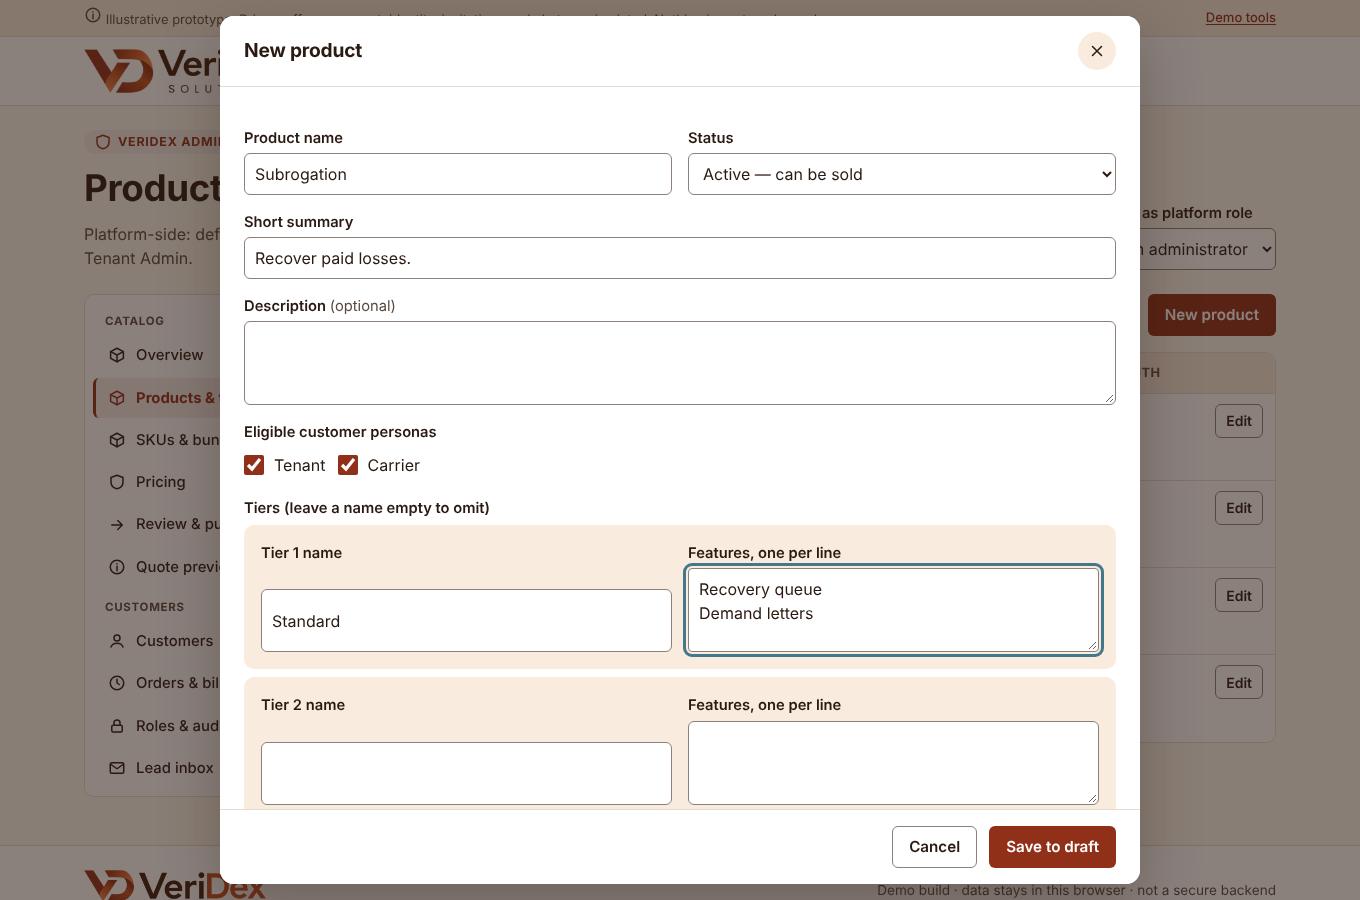 Illustrative prototyp
Demo tools
Veri
SOLUT
VERIDEX ADMI
Product
Platform-side: def
Tenant Admin.
as platform role
administrator
New product
CATALOG
Overview
Products &
SKUs & bun
Pricing
Review & pu
Quote previ
CUSTOMERS
Customers
Orders & bil
Roles & aud
Lead inbox
TH
Edit
Edit
Edit
Edit
New product
Product name
Status
Subrogation
Active — can be sold
Short summary
Recover paid losses.
Description (optional)
Eligible customer personas
Tenant
Carrier
Tiers (leave a name empty to omit)
Tier 1 name
Features, one per line
Standard
Recovery queue
Demand letters
Tier 2 name
Features, one per line
Cancel
Save to draft
VeriDex
Demo build · data stays in this browser · not a secure backend